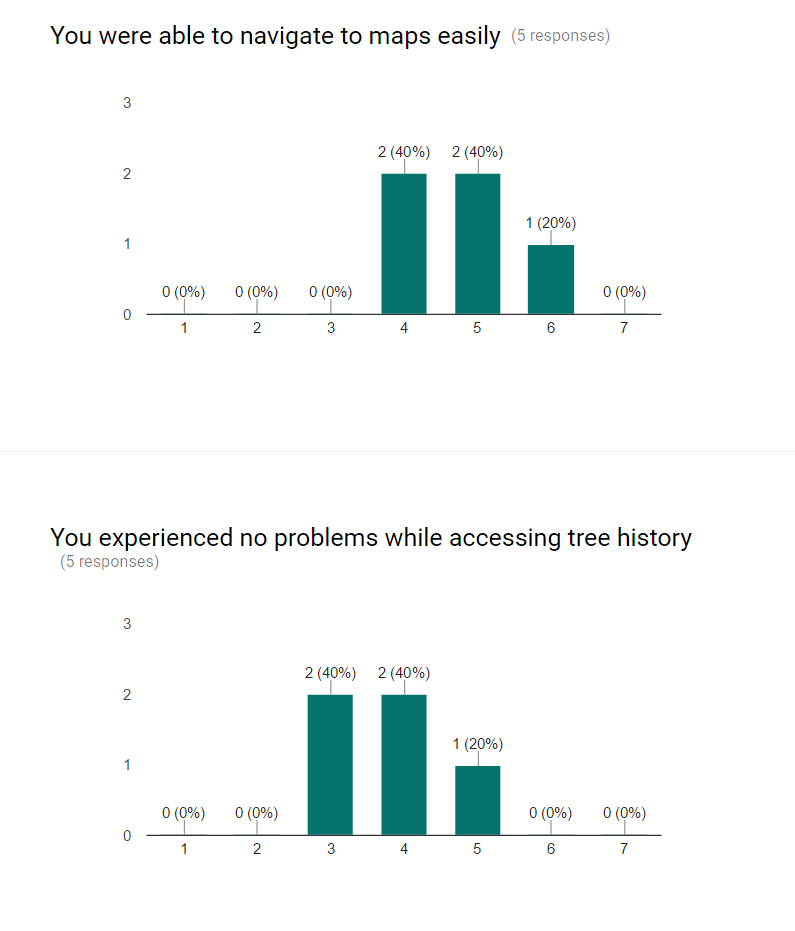 You were able to navigate to maps easily (5 responses)
3
2 (40%) 2 (40%)
2
1 (20%)
1
0 (0%) 0 (0%) 0 (0%) 0 (0%)
0
1 2 3 4 5 6 7
You experienced no problems while accessing tree history
(5 responses)
3
2 (40%) 2 (40%)
2
1 (20%)
1
0 (0%) 0 (0%) 0 (0%) 0 (0%)
0
1 2 3 4 5 6 7